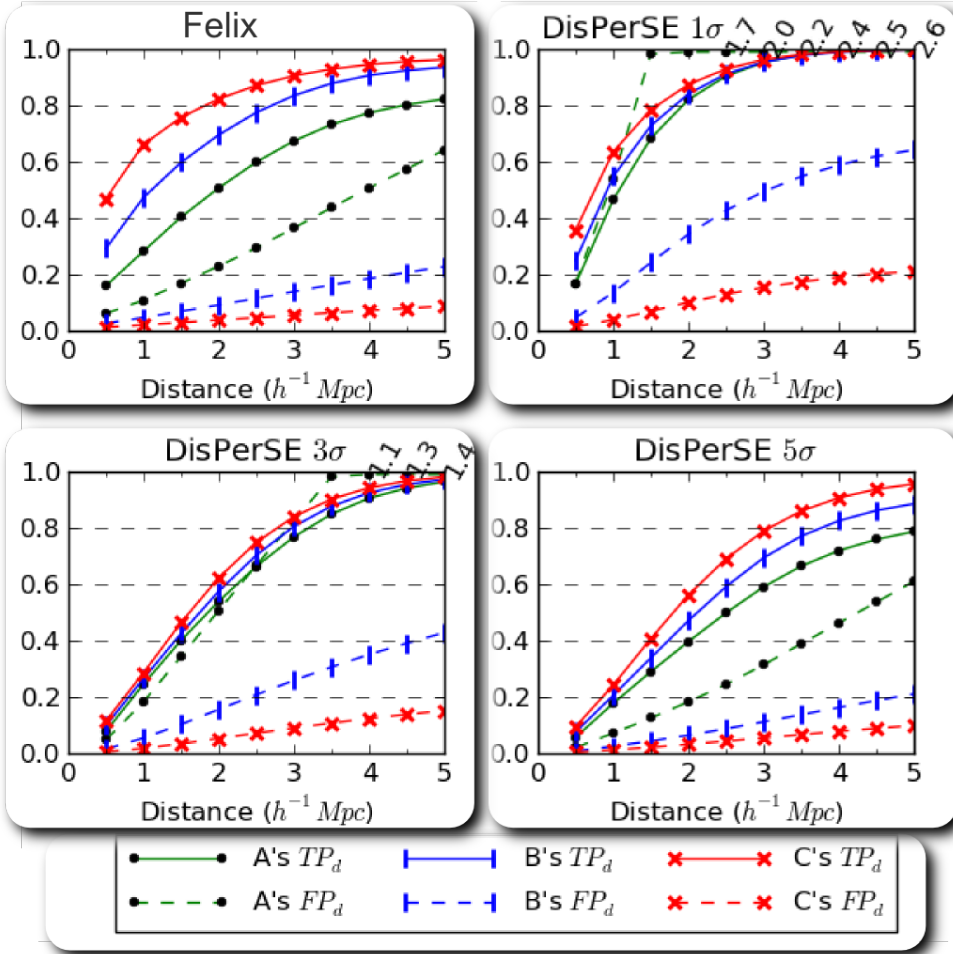 Felix
1.0
0.8
0.6
0.4
0.2
0.0
0 1 2 3 4 5
Distance (h⁻¹ Mpc)
DisPerSE 1σ
1.7 2.0 2.2 2.4 2.5 2.6
1.0
0.8
0.6
0.4
0.2
0.0
0 1 2 3 4 5
Distance (h⁻¹ Mpc)
DisPerSE 3σ
1.1 1.3 1.4
1.0
0.8
0.6
0.4
0.2
0.0
0 1 2 3 4 5
Distance (h⁻¹ Mpc)
DisPerSE 5σ
1.0
0.8
0.6
0.4
0.2
0.0
0 1 2 3 4 5
Distance (h⁻¹ Mpc)
A's TP_d B's TP_d C's TP_d
A's FP_d B's FP_d C's FP_d